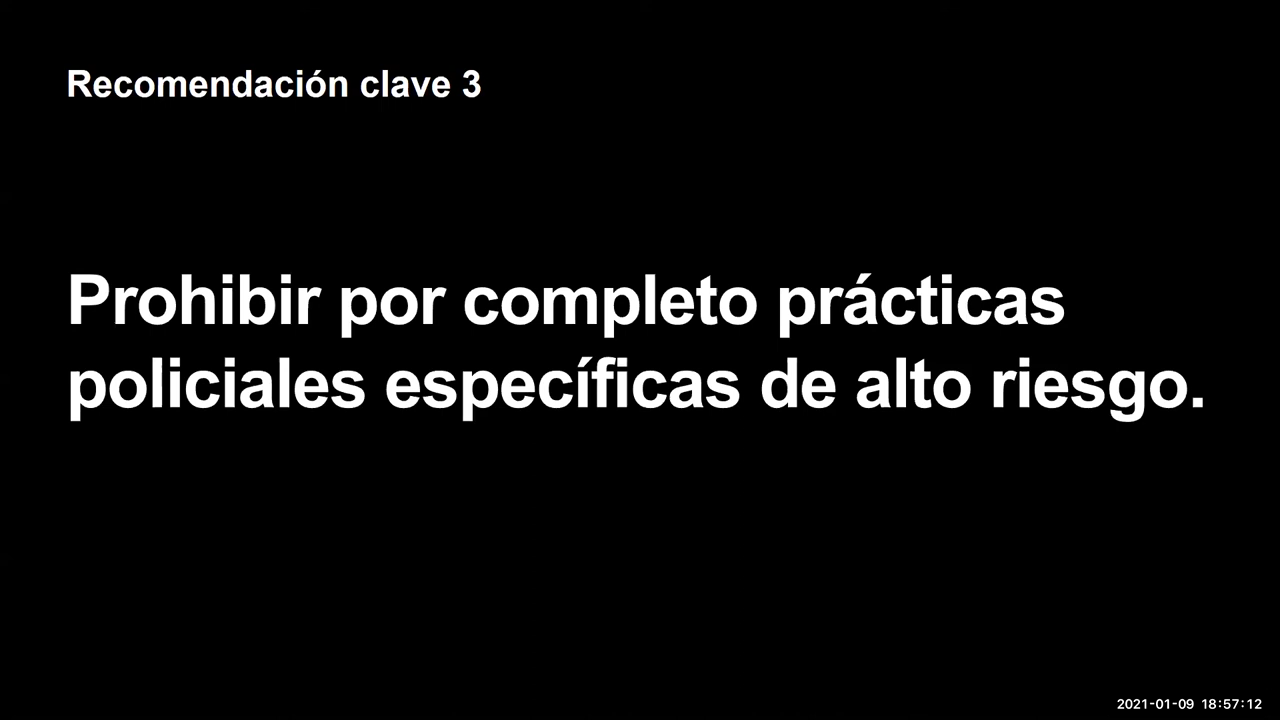 Recomendación clave 3
Prohibir por completo prácticas
policiales específicas de alto riesgo.
2021-01-09 18:57:12